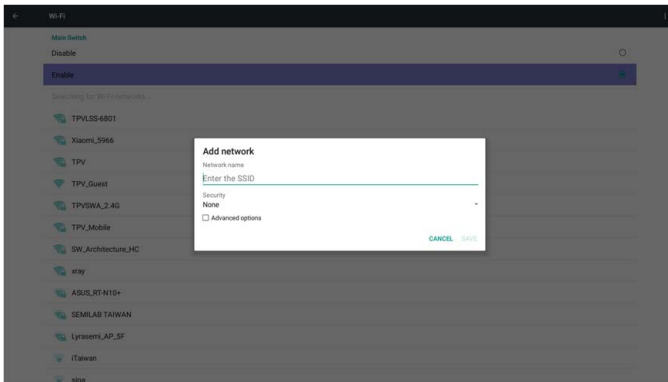 Wi-Fi
Main Switch
Disable
Enable
Searching for Wi-Fi networks...
TPVLSS-6801
Xiaomi_5966
TPV
TPV_Guest
TPVSWA_2.4G
TPV_Mobile
SW_Architecture_HC
xray
ASUS_RT-N10+
SEMILAB TAIWAN
Lyrasemi_AP_5F
iTaiwan
Add network
Network name
Enter the SSID
Security
None
Advanced options
CANCEL SAVE